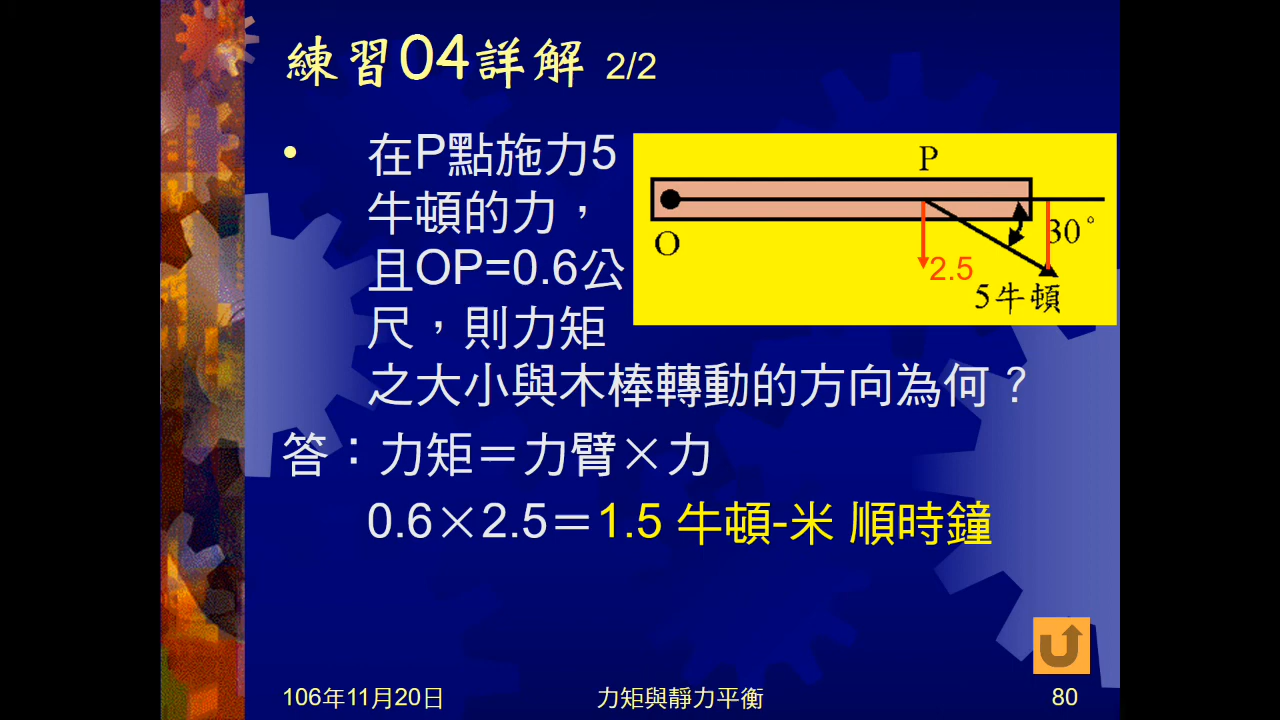 練習04詳解 2/2
• 在P點施力5
牛頓的力，
且OP=0.6公
尺，則力矩
之大小與木棒轉動的方向為何？
P
O
30°
2.5
5牛頓
答：力矩＝力臂×力
0.6×2.5＝1.5 牛頓-米 順時鐘
106年11月20日
力矩與靜力平衡
80